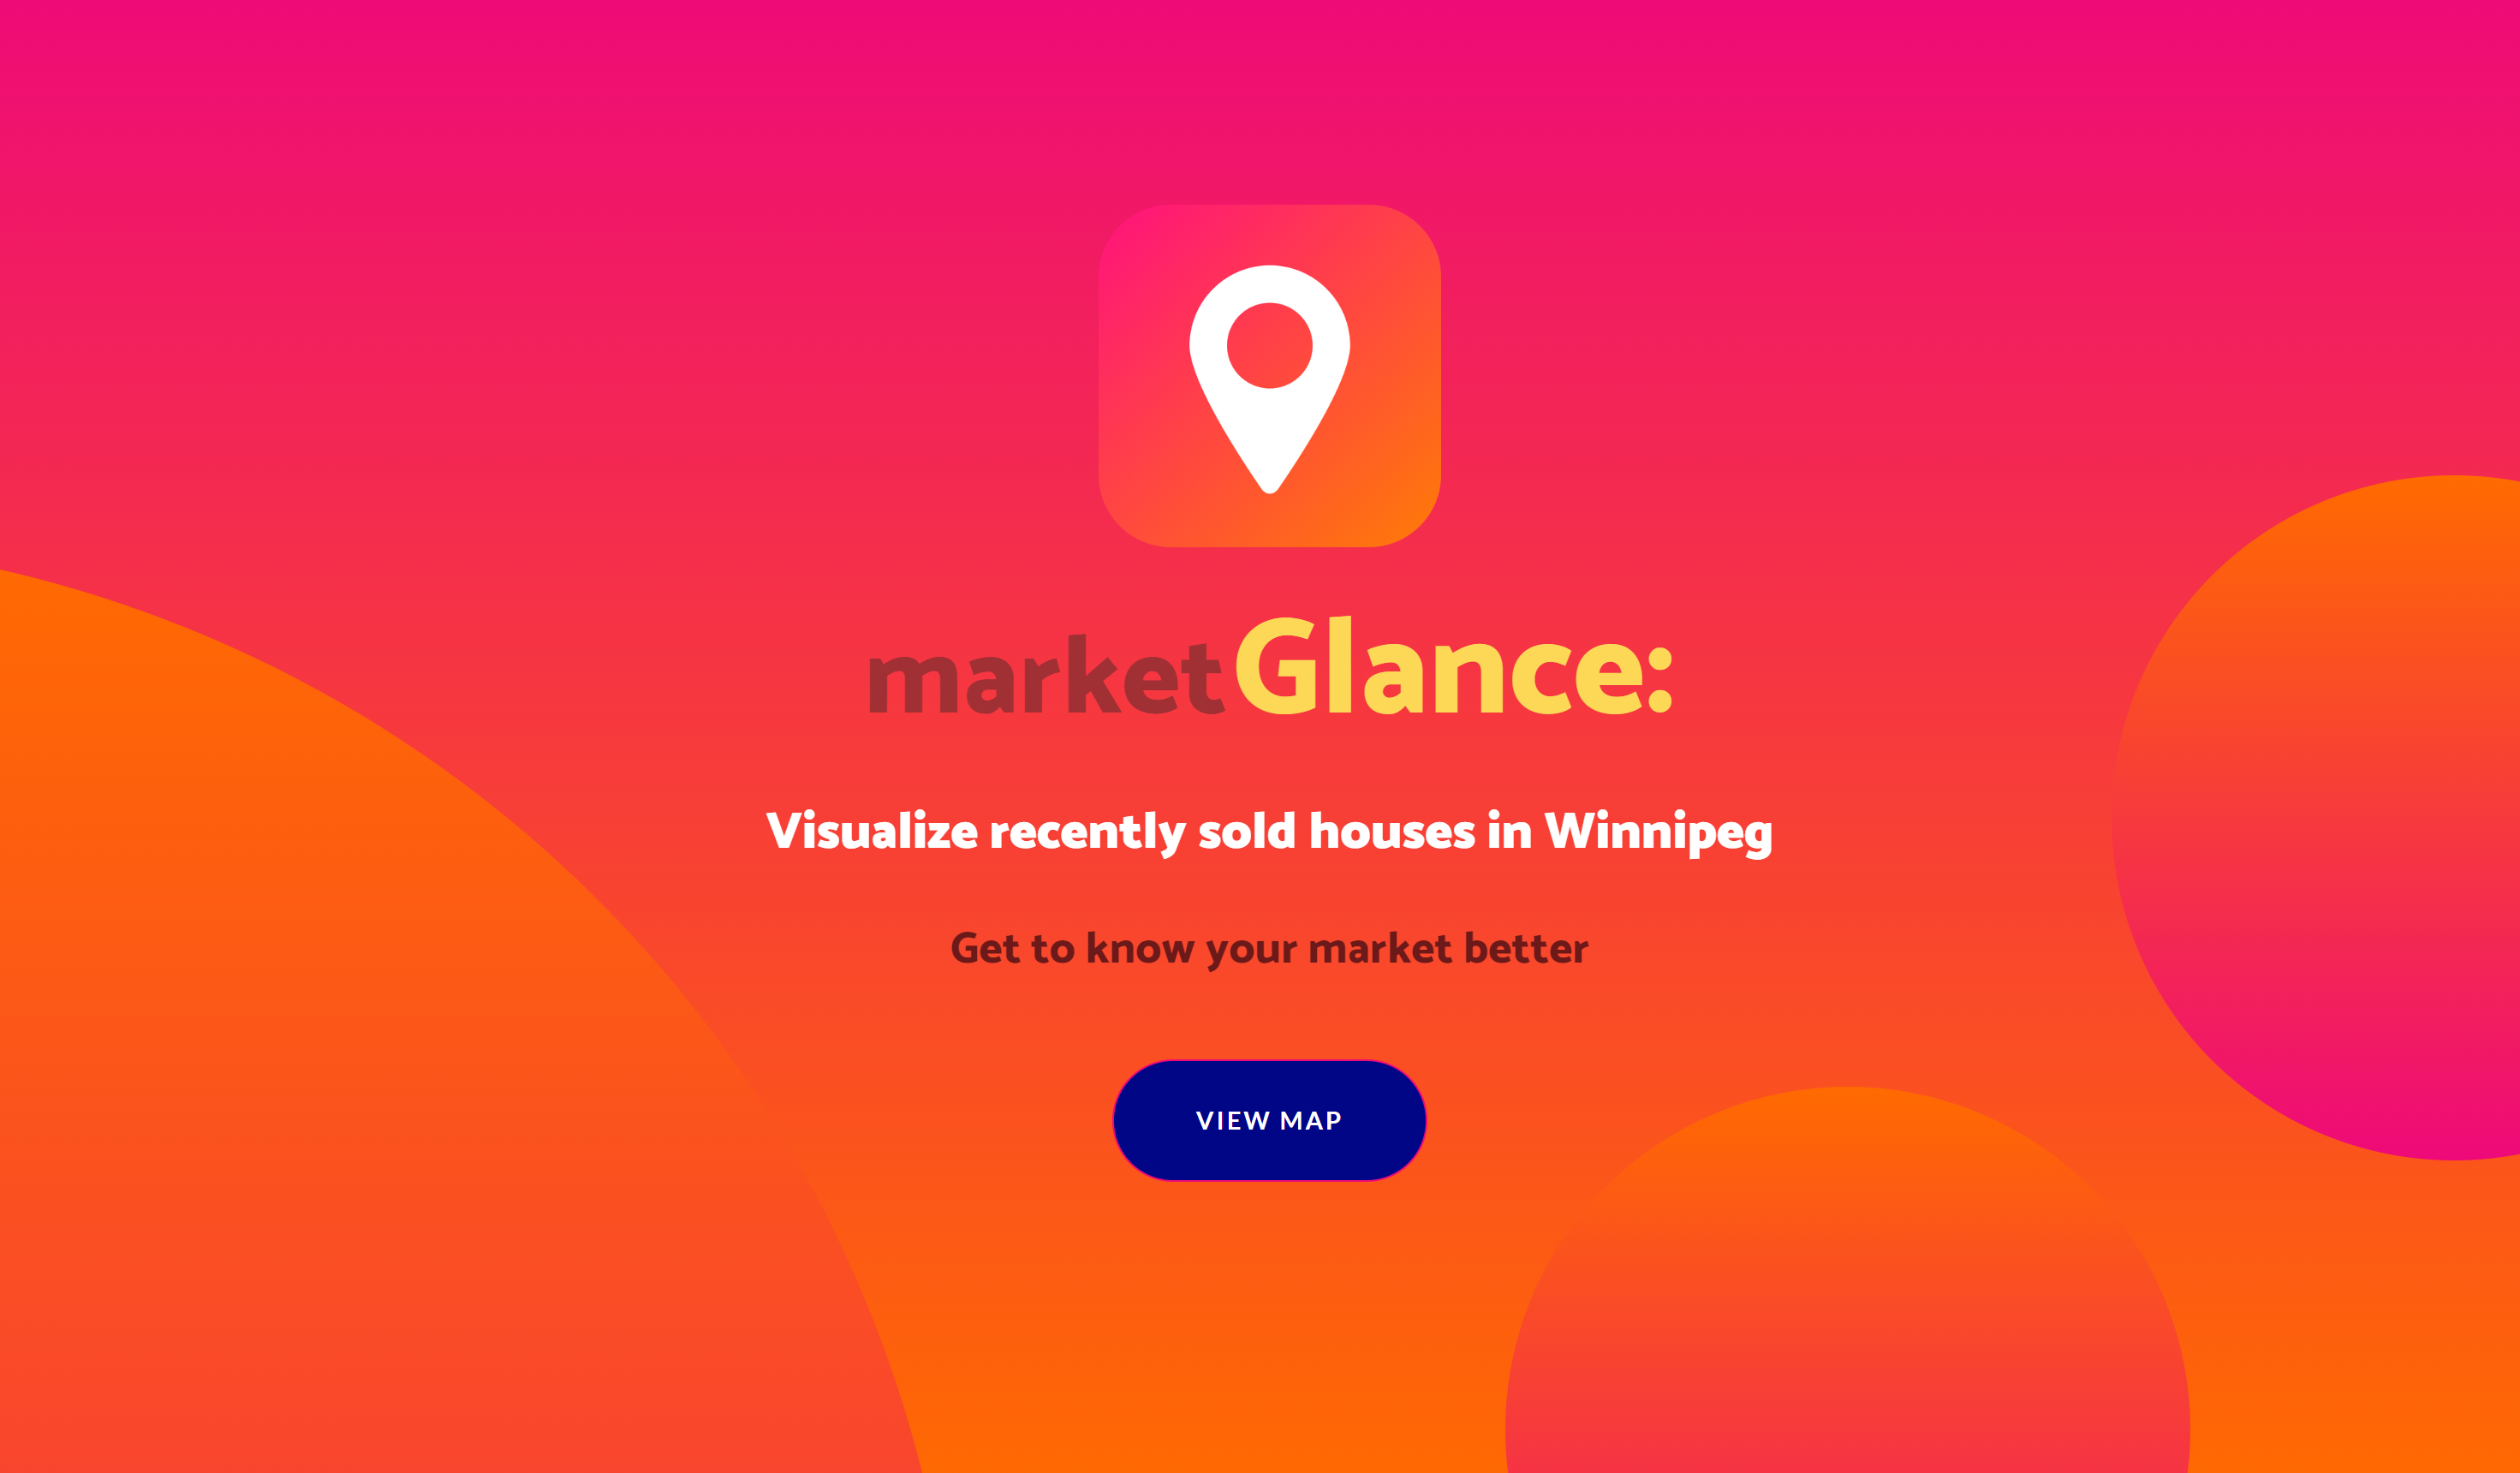 marketGlance:
Visualize recently sold houses in Winnipeg
Get to know your market better
VIEW MAP